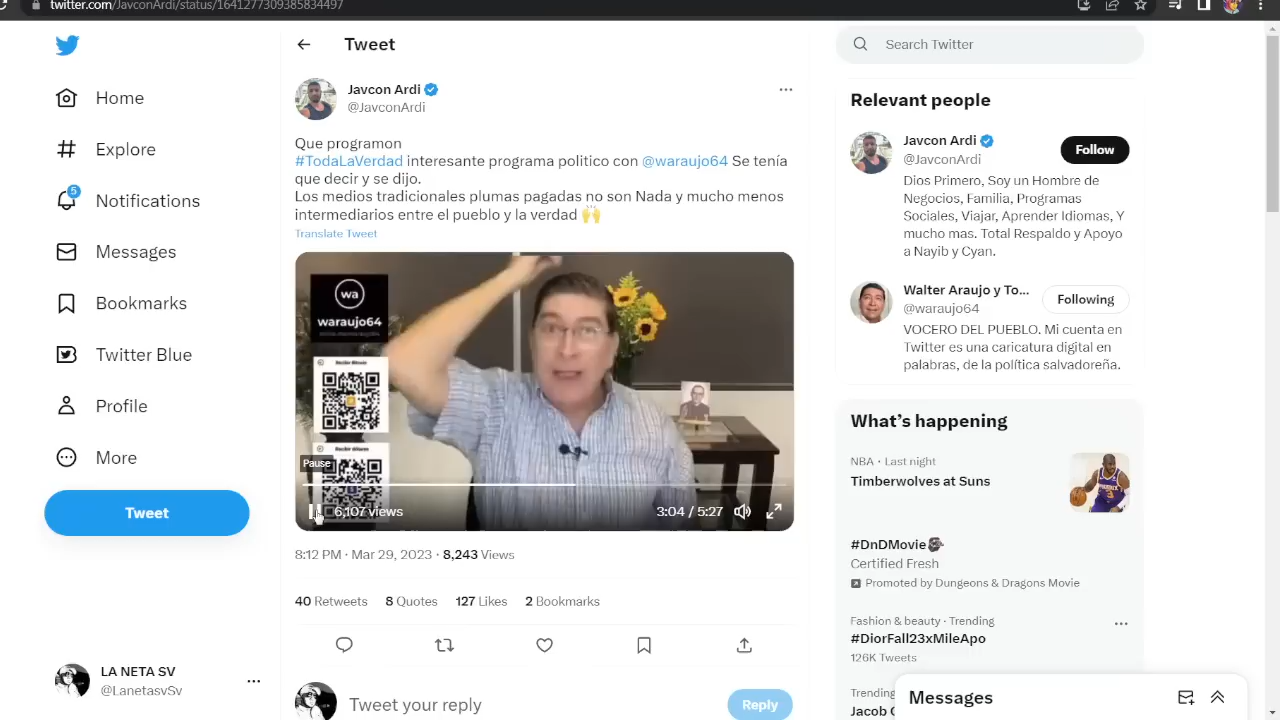 twitter.com/JavconArdi/status/1641277309385834497
Home
Explore
5
Notifications
Messages
Bookmarks
Twitter Blue
Profile
More
Tweet
LA NETA SV
@LanetasvSv
Tweet
Javcon Ardi
@JavconArdi
Que programon
#TodaLaVerdad interesante programa politico con @waraujo64 Se tenía
que decir y se dijo.
Los medios tradicionales plumas pagadas no son Nada y mucho menos
intermediarios entre el pueblo y la verdad 🙌
Translate Tweet
wa
waraujo64
Recibir Bitcoin
Recibir dólares
Pause
6,107 views
3:04 / 5:27
8:12 PM · Mar 29, 2023 · 8,243 Views
40 Retweets 8 Quotes 127 Likes 2 Bookmarks
Tweet your reply
Reply
Search Twitter
Relevant people
Javcon Ardi
@JavconArdi
Follow
Dios Primero, Soy un Hombre de
Negocios, Familia, Programas
Sociales, Viajar, Aprender Idiomas, Y
mucho mas. Total Respaldo y Apoyo
a Nayib y Cyan.
Walter Araujo y To...
@waraujo64
Following
VOCERO DEL PUEBLO. Mi cuenta en
Twitter es una caricatura digital en
palabras, de la política salvadoreña.
What's happening
NBA · Last night
Timberwolves at Suns
#DnDMovie
Certified Fresh
Promoted by Dungeons & Dragons Movie
Fashion & beauty · Trending
#DiorFall23xMileApo
126K Tweets
Trending
Jacob
Messages